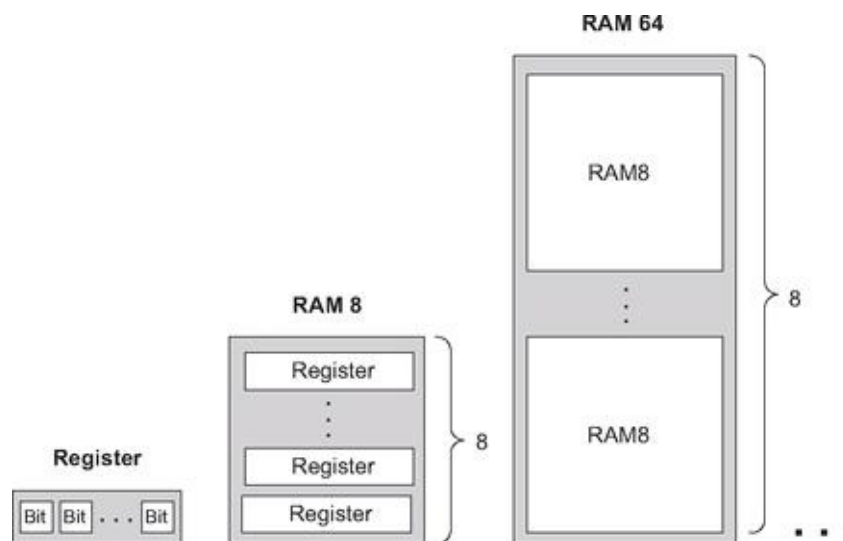 RAM 64
RAM8
8
RAM8
RAM 8
Register
Register
Register
8
Register
Bit Bit ... Bit